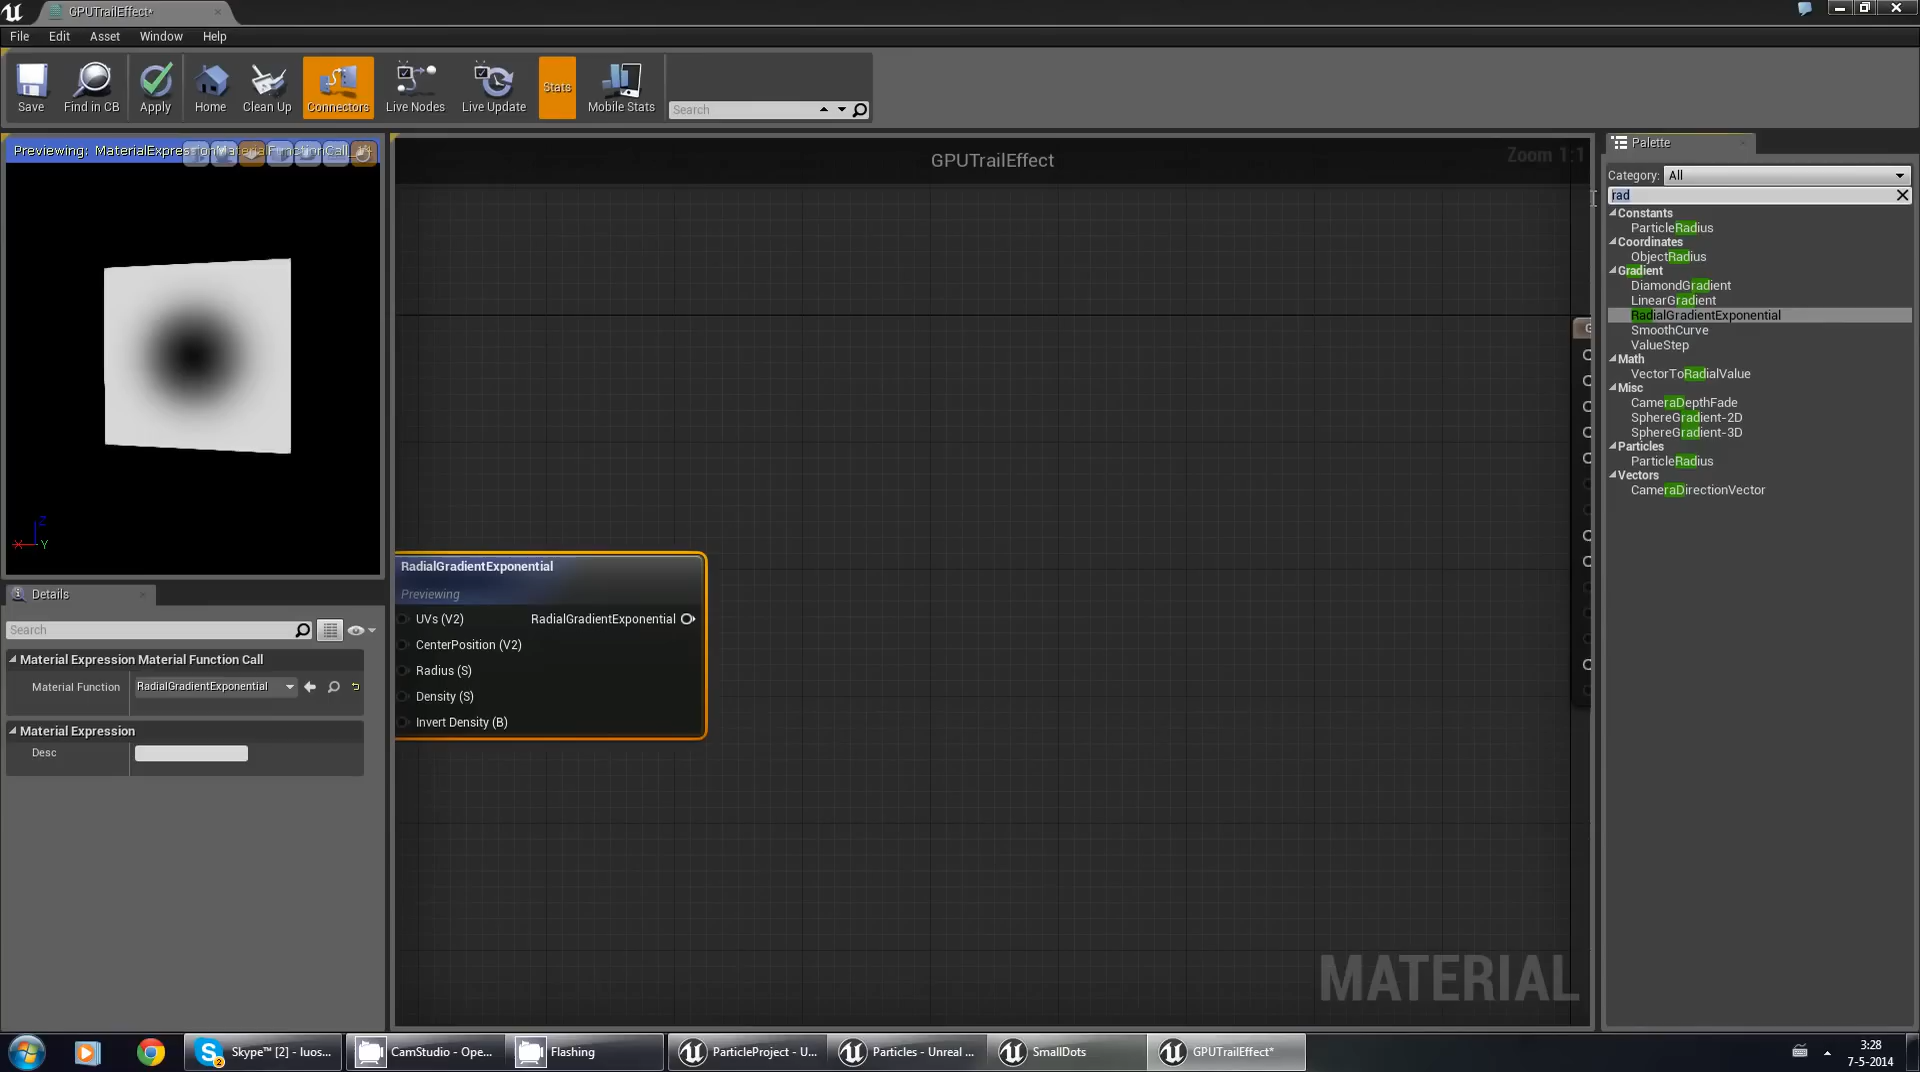 GPUTrailEffect*
File Edit Asset Window Help
Save Find in CB Apply Home Clean Up Connectors Live Nodes Live Update Stats Mobile Stats Search
Previewing: MaterialExpressionMaterialFunctionCall_
GPUTrailEffect
Zoom 1:1
RadialGradientExponential
Previewing
UVs (V2) RadialGradientExponential
CenterPosition (V2)
Radius (S)
Density (S)
Invert Density (B)
MATERIAL
Z
X Y
Details
Search
Material Expression Material Function Call
Material Function RadialGradientExponential
Material Expression
Desc
Palette
Category: All
rad
Constants
ParticleRadius
Coordinates
ObjectRadius
Gradient
DiamondGradient
LinearGradient
RadialGradientExponential
SmoothCurve
ValueStep
Math
VectorToRadialValue
Misc
CameraDepthFade
SphereGradient-2D
SphereGradient-3D
Particles
ParticleRadius
Vectors
CameraDirectionVector
Skype™ [2] - luos... CamStudio - Ope... Flashing ParticleProject - U... Particles - Unreal ... SmallDots GPUTrailEffect*
3:28
7-5-2014